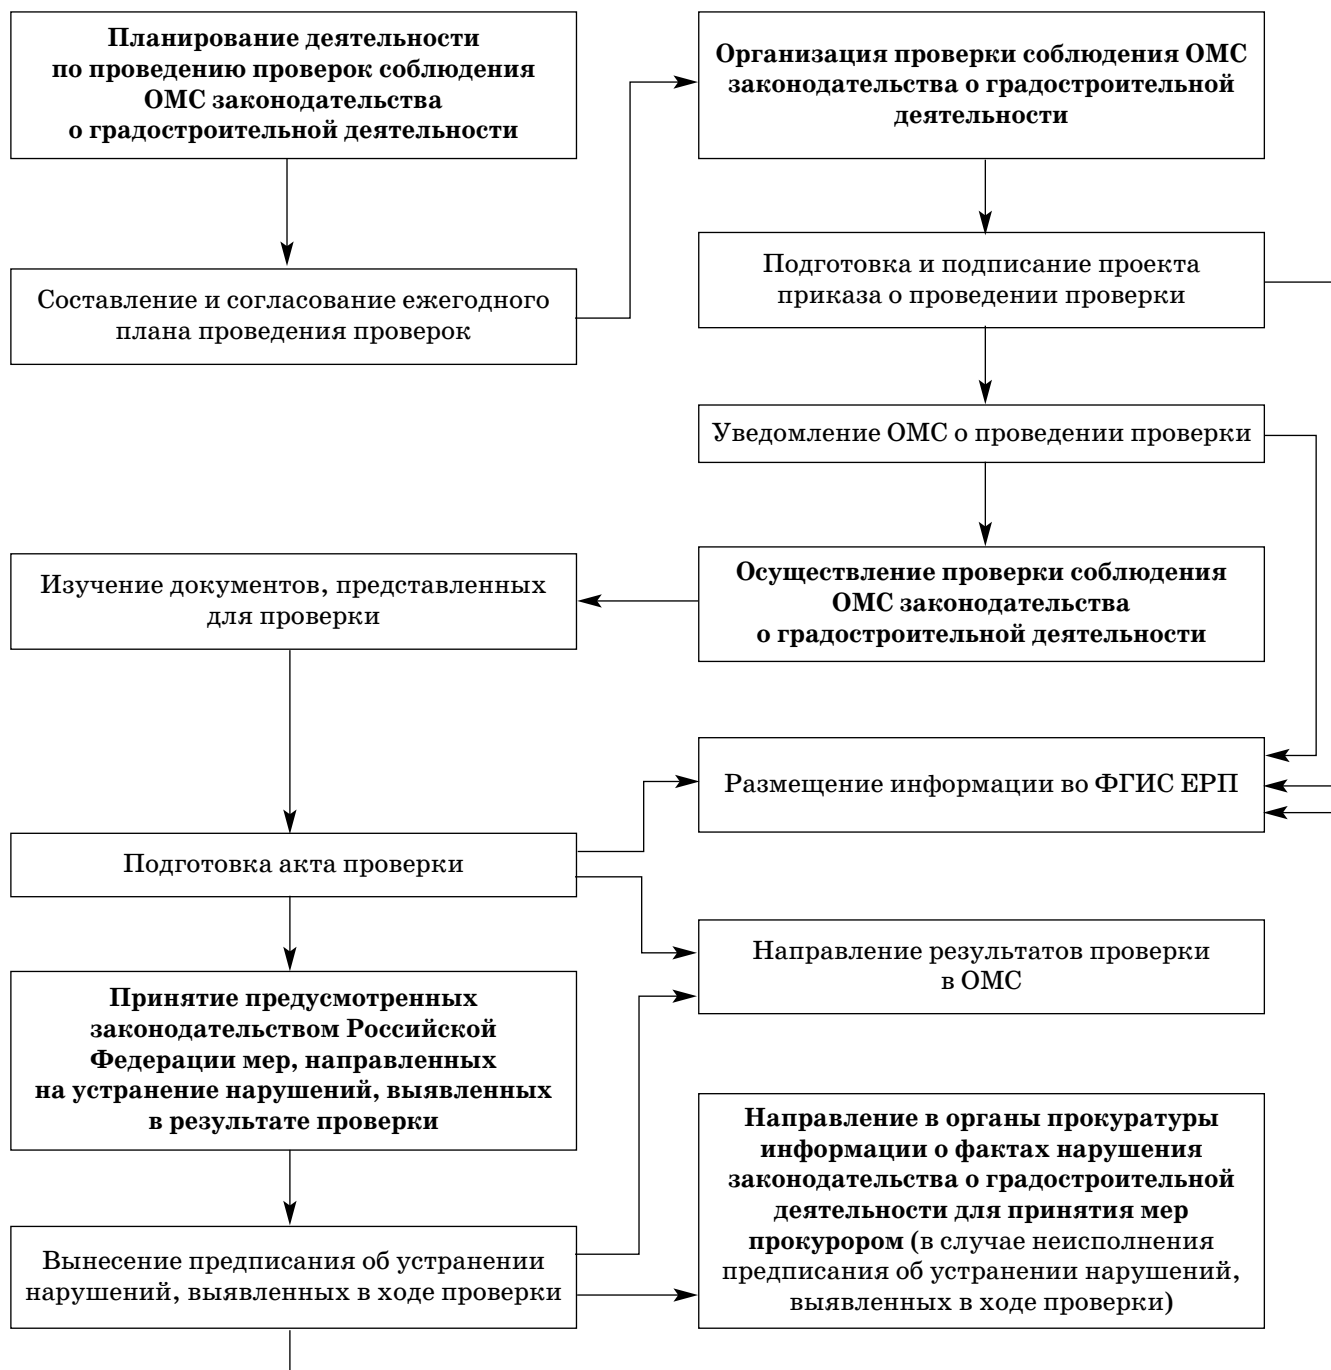 Планирование деятельности
по проведению проверок соблюдения
ОМС законодательства
о градостроительной деятельности
Составление и согласование ежегодного
плана проведения проверок
Организация проверки соблюдения ОМС
законодательства о градостроительной
деятельности
Подготовка и подписание проекта
приказа о проведении проверки
Уведомление ОМС о проведении проверки
Осуществление проверки соблюдения
ОМС законодательства
о градостроительной деятельности
Изучение документов, представленных
для проверки
Размещение информации во ФГИС ЕРП
Подготовка акта проверки
Направление результатов проверки
в ОМС
Принятие предусмотренных
законодательством Российской
Федерации мер, направленных
на устранение нарушений, выявленных
в результате проверки
Вынесение предписания об устранении
нарушений, выявленных в ходе проверки
Направление в органы прокуратуры
информации о фактах нарушения
законодательства о градостроительной
деятельности для принятия мер
прокурором (в случае неисполнения
предписания об устранении нарушений,
выявленных в ходе проверки)